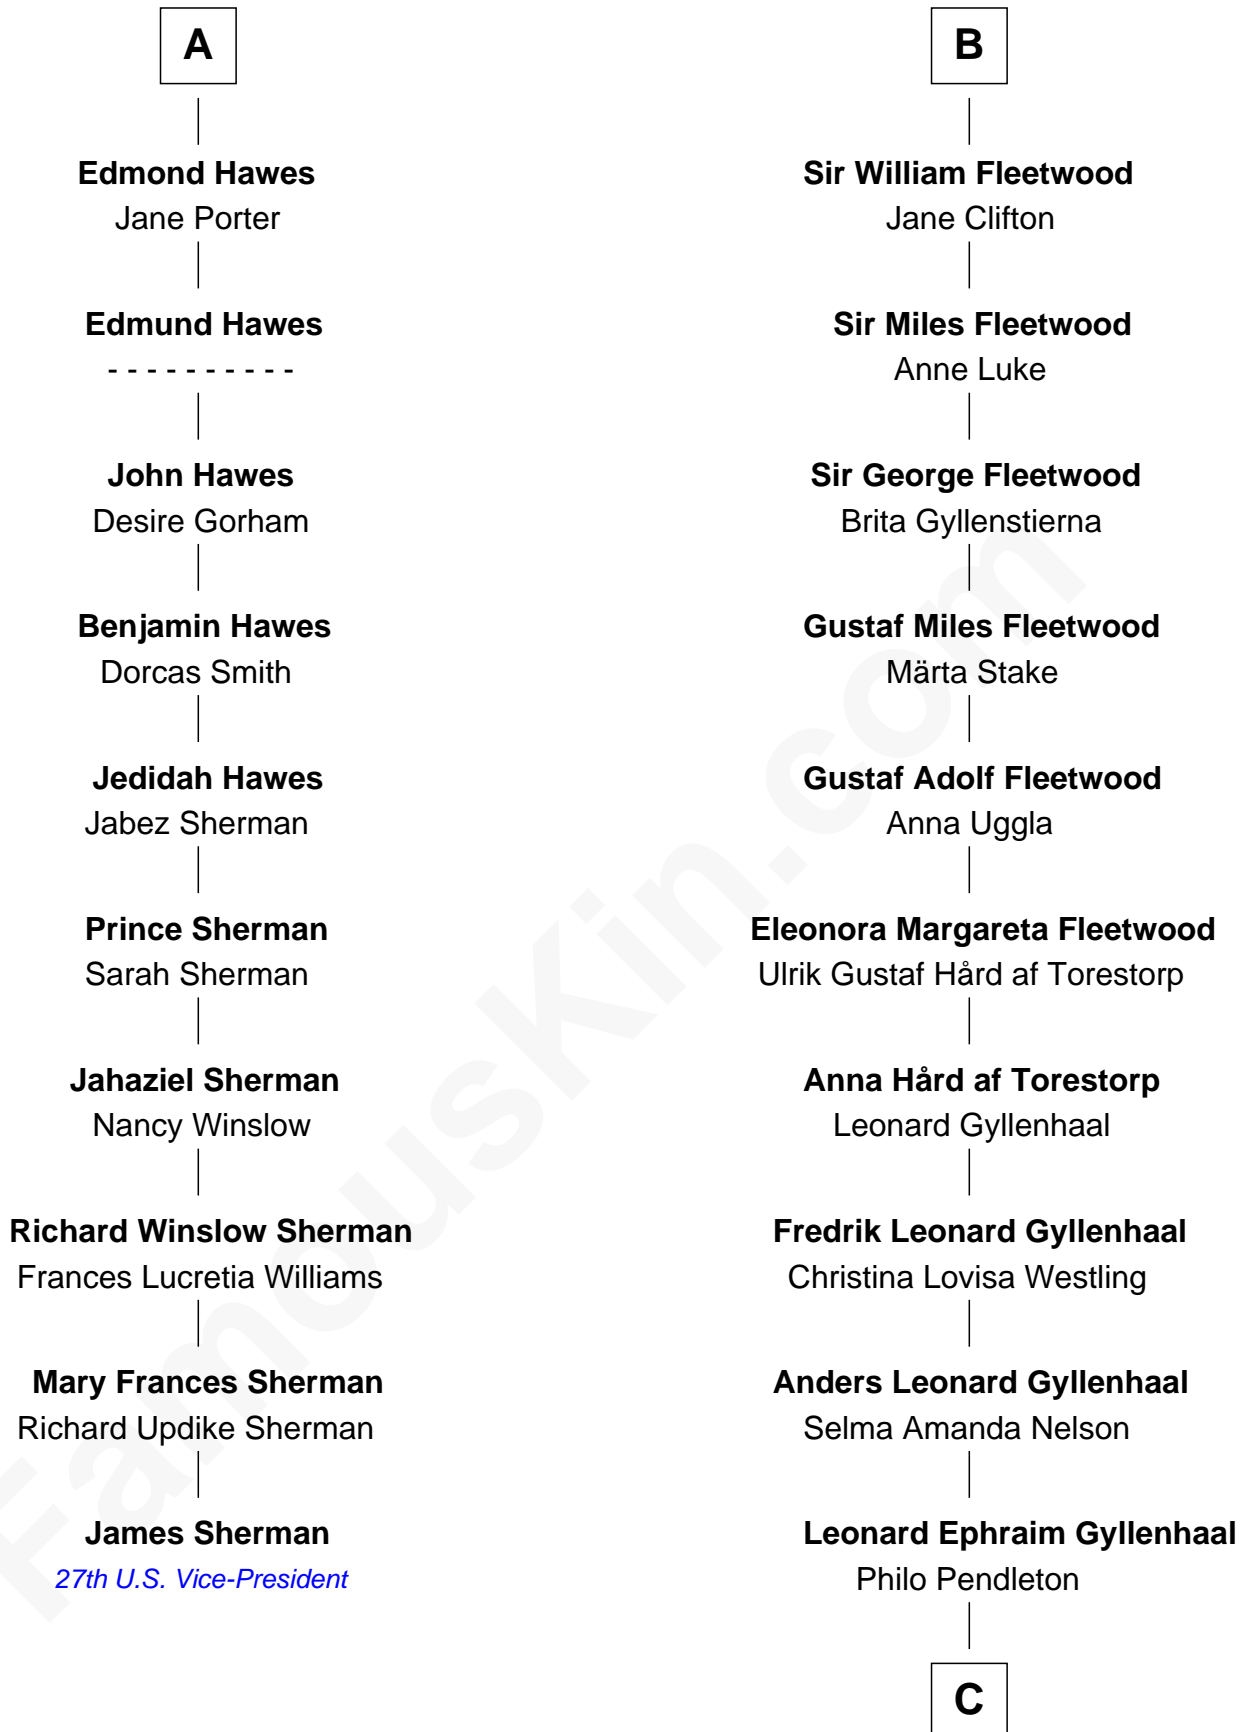 A
Edmond Hawes
Jane Porter
Edmund Hawes
- - - - - - - - - -
John Hawes
Desire Gorham
Benjamin Hawes
Dorcas Smith
Jedidah Hawes
Jabez Sherman
Prince Sherman
Sarah Sherman
Jahaziel Sherman
Nancy Winslow
Richard Winslow Sherman
Frances Lucretia Williams
Mary Frances Sherman
Richard Updike Sherman
James Sherman
27th U.S. Vice-President
B
Sir William Fleetwood
Jane Clifton
Sir Miles Fleetwood
Anne Luke
Sir George Fleetwood
Brita Gyllenstierna
Gustaf Miles Fleetwood
Märta Stake
Gustaf Adolf Fleetwood
Anna Uggla
Eleonora Margareta Fleetwood
Ulrik Gustaf Hård af Torestorp
Anna Hård af Torestorp
Leonard Gyllenhaal
Fredrik Leonard Gyllenhaal
Christina Lovisa Westling
Anders Leonard Gyllenhaal
Selma Amanda Nelson
Leonard Ephraim Gyllenhaal
Philo Pendleton
C
FamousKin.com